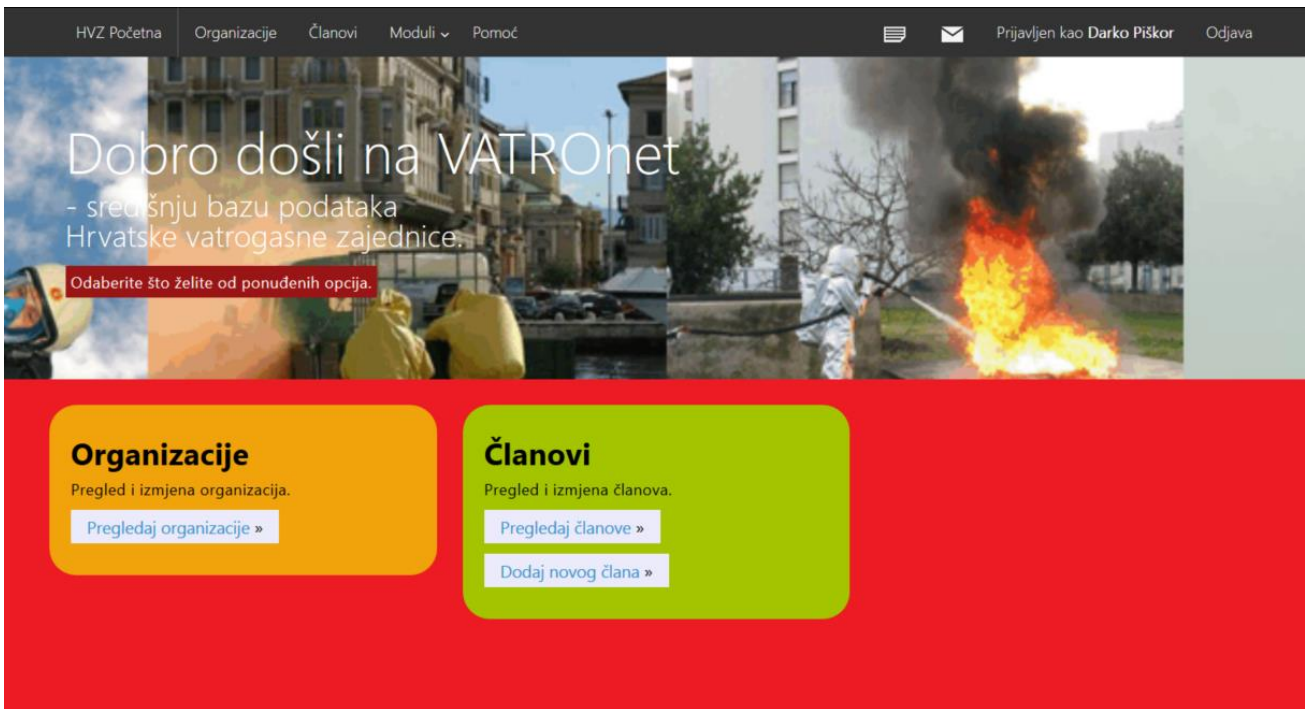 HVZ Početna Organizacije Članovi Moduli Pomoć Prijavljen kao Darko Piškor Odjava
Dobro došli na VATROnet
- središnju bazu podataka
Hrvatske vatrogasne zajednice.
Odaberite što želite od ponuđenih opcija.
Organizacije
Pregled i izmjena organizacija.
Pregledaj organizacije »
Članovi
Pregled i izmjena članova.
Pregledaj članove »
Dodaj novog člana »